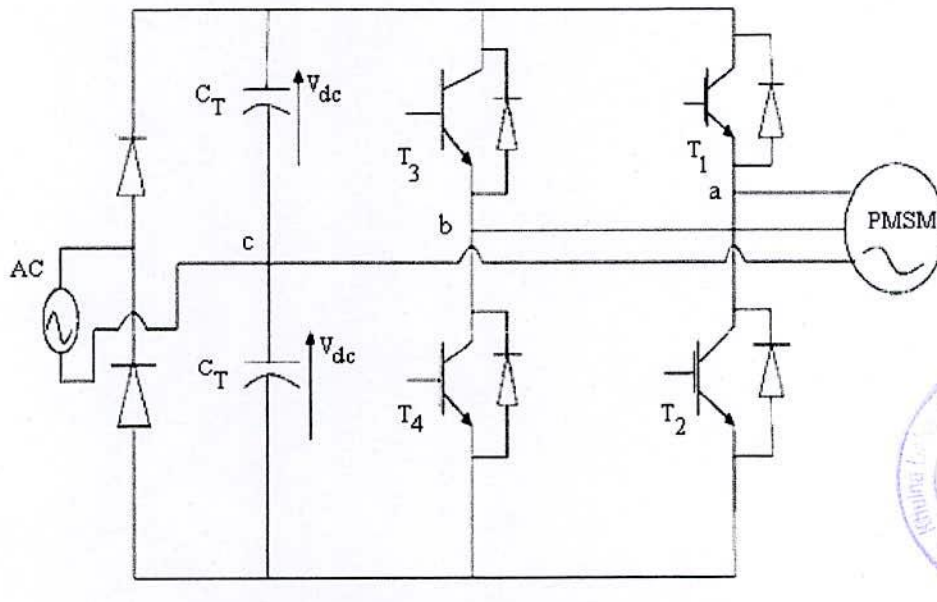 C_T
V_dc
T_3
T_1
a
b
PMSM
c
AC
C_T
V_dc
T_4
T_2